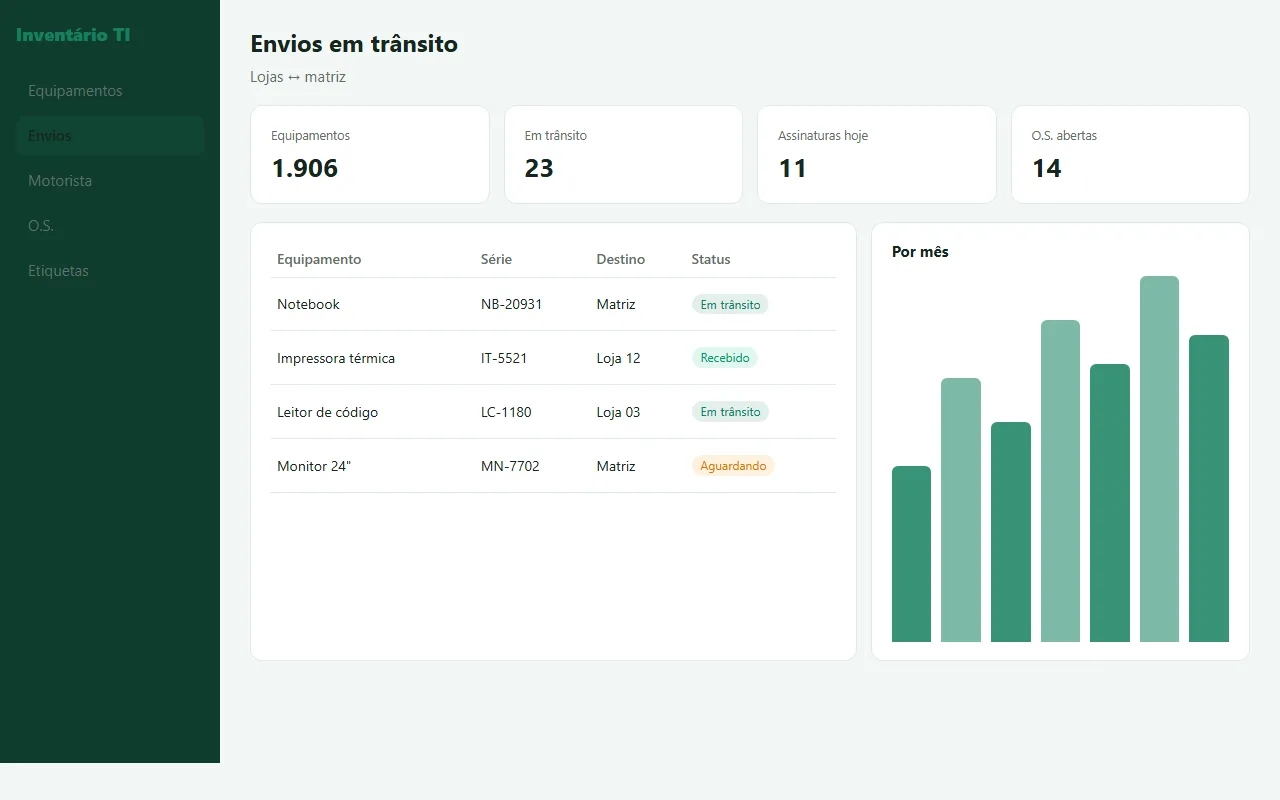 Inventário TI
Equipamentos
Envios
Motorista
O.S.
Etiquetas
Envios em trânsito
Lojas ↔ matriz
Equipamentos
1.906
Em trânsito
23
Assinaturas hoje
11
O.S. abertas
14
Equipamento Série Destino Status
Notebook NB-20931 Matriz Em trânsito
Impressora térmica IT-5521 Loja 12 Recebido
Leitor de código LC-1180 Loja 03 Em trânsito
Monitor 24" MN-7702 Matriz Aguardando
Por mês